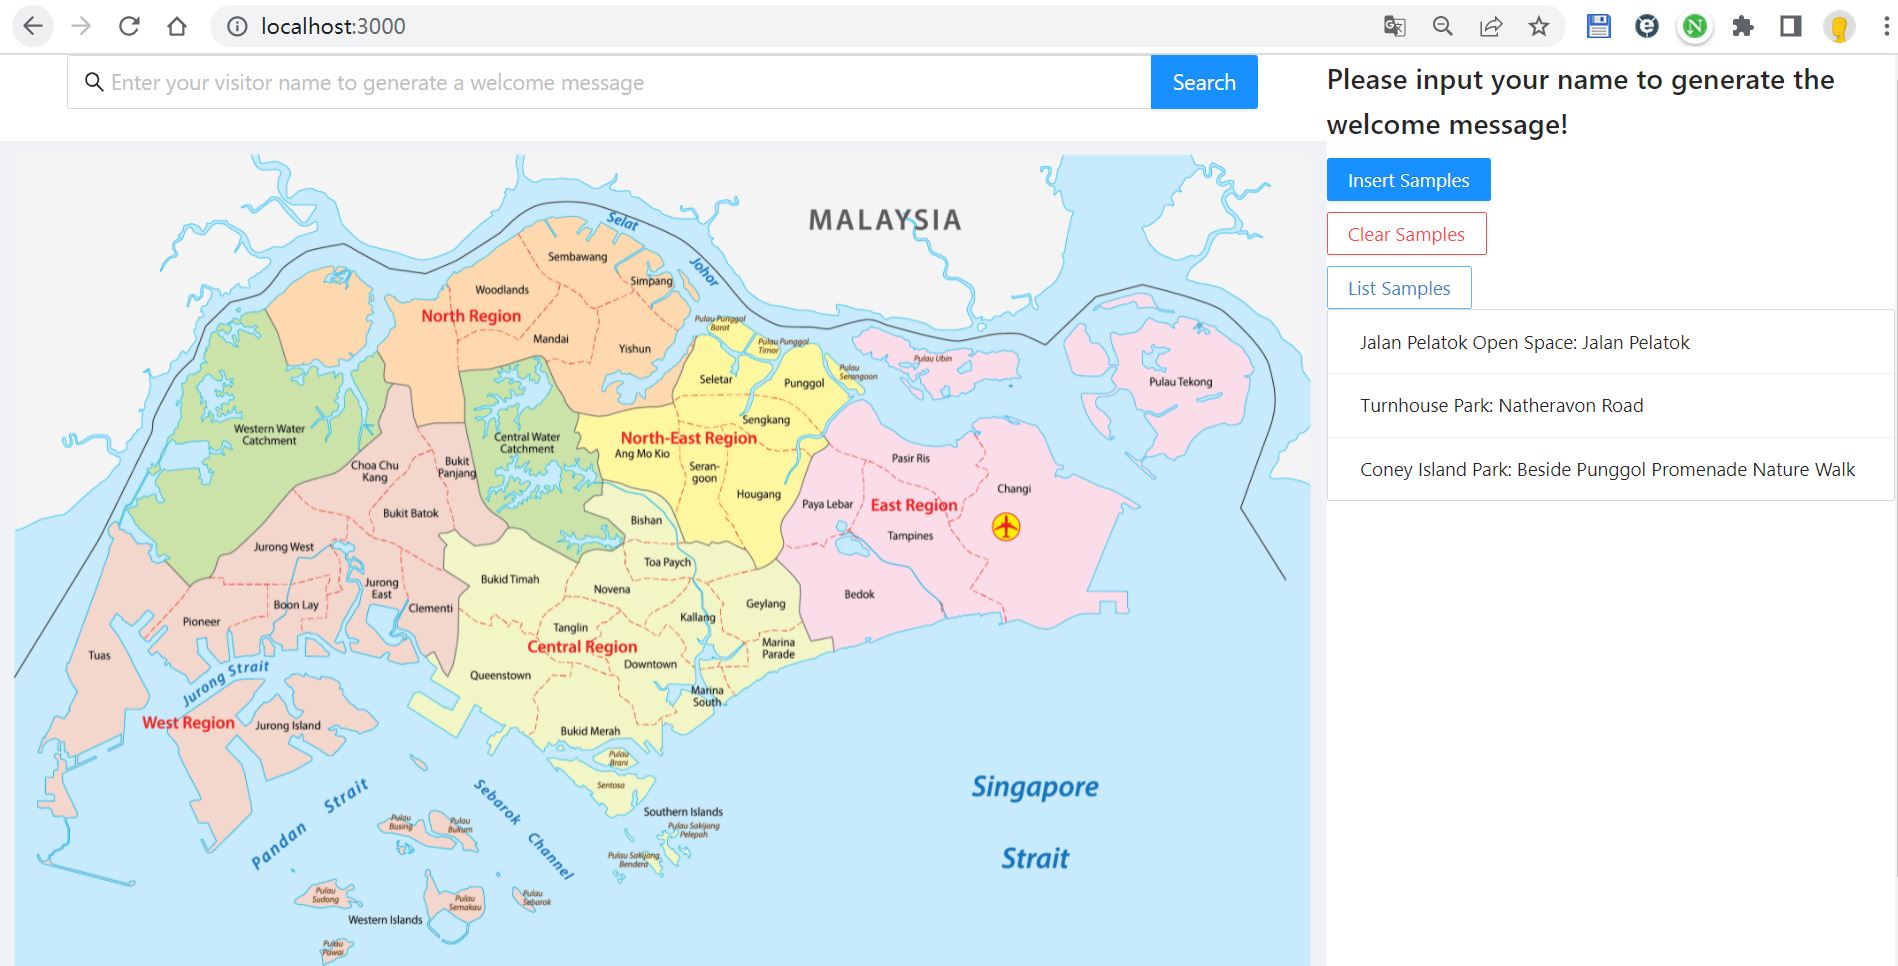 localhost:3000
Enter your visitor name to generate a welcome message
Search
Please input your name to generate the
welcome message!
Insert Samples
Clear Samples
List Samples
Jalan Pelatok Open Space: Jalan Pelatok
Turnhouse Park: Natheravon Road
Coney Island Park: Beside Punggol Promenade Nature Walk
MALAYSIA
Selat
Johor
Sembawang
Simpang
Woodlands
North Region
Mandai
Yishun
Pulau Punggol
Barat
Pulau Punggol
Timor
Pulau
Serangoon
Pulau Ubin
Pulau Tekong
Seletar
Punggol
Sengkang
North-East Region
Ang Mo Kio
Seran-
goon
Hougang
Western Water
Catchment
Central Water
Catchment
Choa Chu
Kang
Bukit
Panjang
Bukit Batok
Pasir Ris
Changi
Paya Lebar
East Region
Tampines
Bedok
Bishan
Toa Paych
Jurong West
Jurong
East
Boon Lay
Clementi
Pioneer
Tuas
Bukid Timah
Novena
Geylang
Kallang
Tanglin
Central Region
Marina
Parade
Downtown
Queenstown
Marina
South
Bukid Merah
Jurong Strait
West Region
Jurong Island
Pulau
Brani
Sentosa
Southern Islands
Pulau Sakijang
Pelepah
Pulau Sakijang
Bendera
Pandan Strait
Sebarok Channel
Pulau
Busing
Pulau
Bukum
Pulau
Sudong
Pulau
Semakau
Pulau
Sebarok
Western Islands
Pulau
Pawai
Singapore
Strait